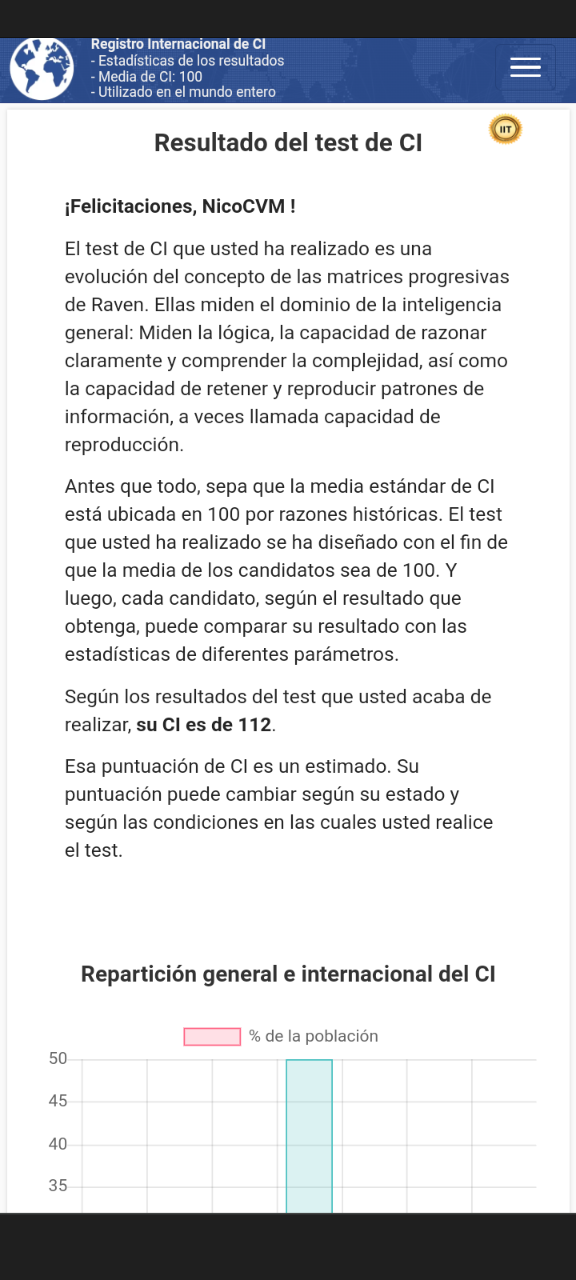 Registro Internacional de CI
- Estadísticas de los resultados
- Media de CI: 100
- Utilizado en el mundo entero
IIT
Resultado del test de CI
¡Felicitaciones, NicoCVM !
El test de CI que usted ha realizado es una
evolución del concepto de las matrices progresivas
de Raven. Ellas miden el dominio de la inteligencia
general: Miden la lógica, la capacidad de razonar
claramente y comprender la complejidad, así como
la capacidad de retener y reproducir patrones de
información, a veces llamada capacidad de
reproducción.
Antes que todo, sepa que la media estándar de CI
está ubicada en 100 por razones históricas. El test
que usted ha realizado se ha diseñado con el fin de
que la media de los candidatos sea de 100. Y
luego, cada candidato, según el resultado que
obtenga, puede comparar su resultado con las
estadísticas de diferentes parámetros.
Según los resultados del test que usted acaba de
realizar, su CI es de 112.
Esa puntuación de CI es un estimado. Su
puntuación puede cambiar según su estado y
según las condiciones en las cuales usted realice
el test.
Repartición general e internacional del CI
% de la población
50
45
40
35